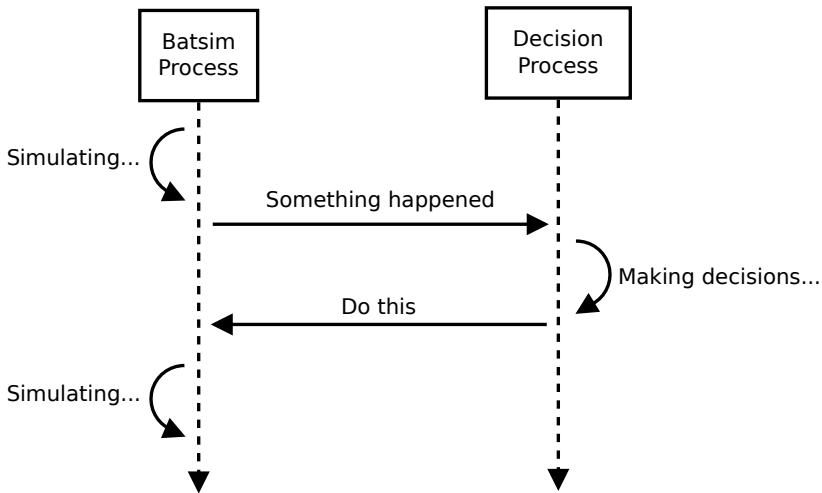 Batsim
Process
Decision
Process
Simulating...
Something happened
Making decisions...
Do this
Simulating...